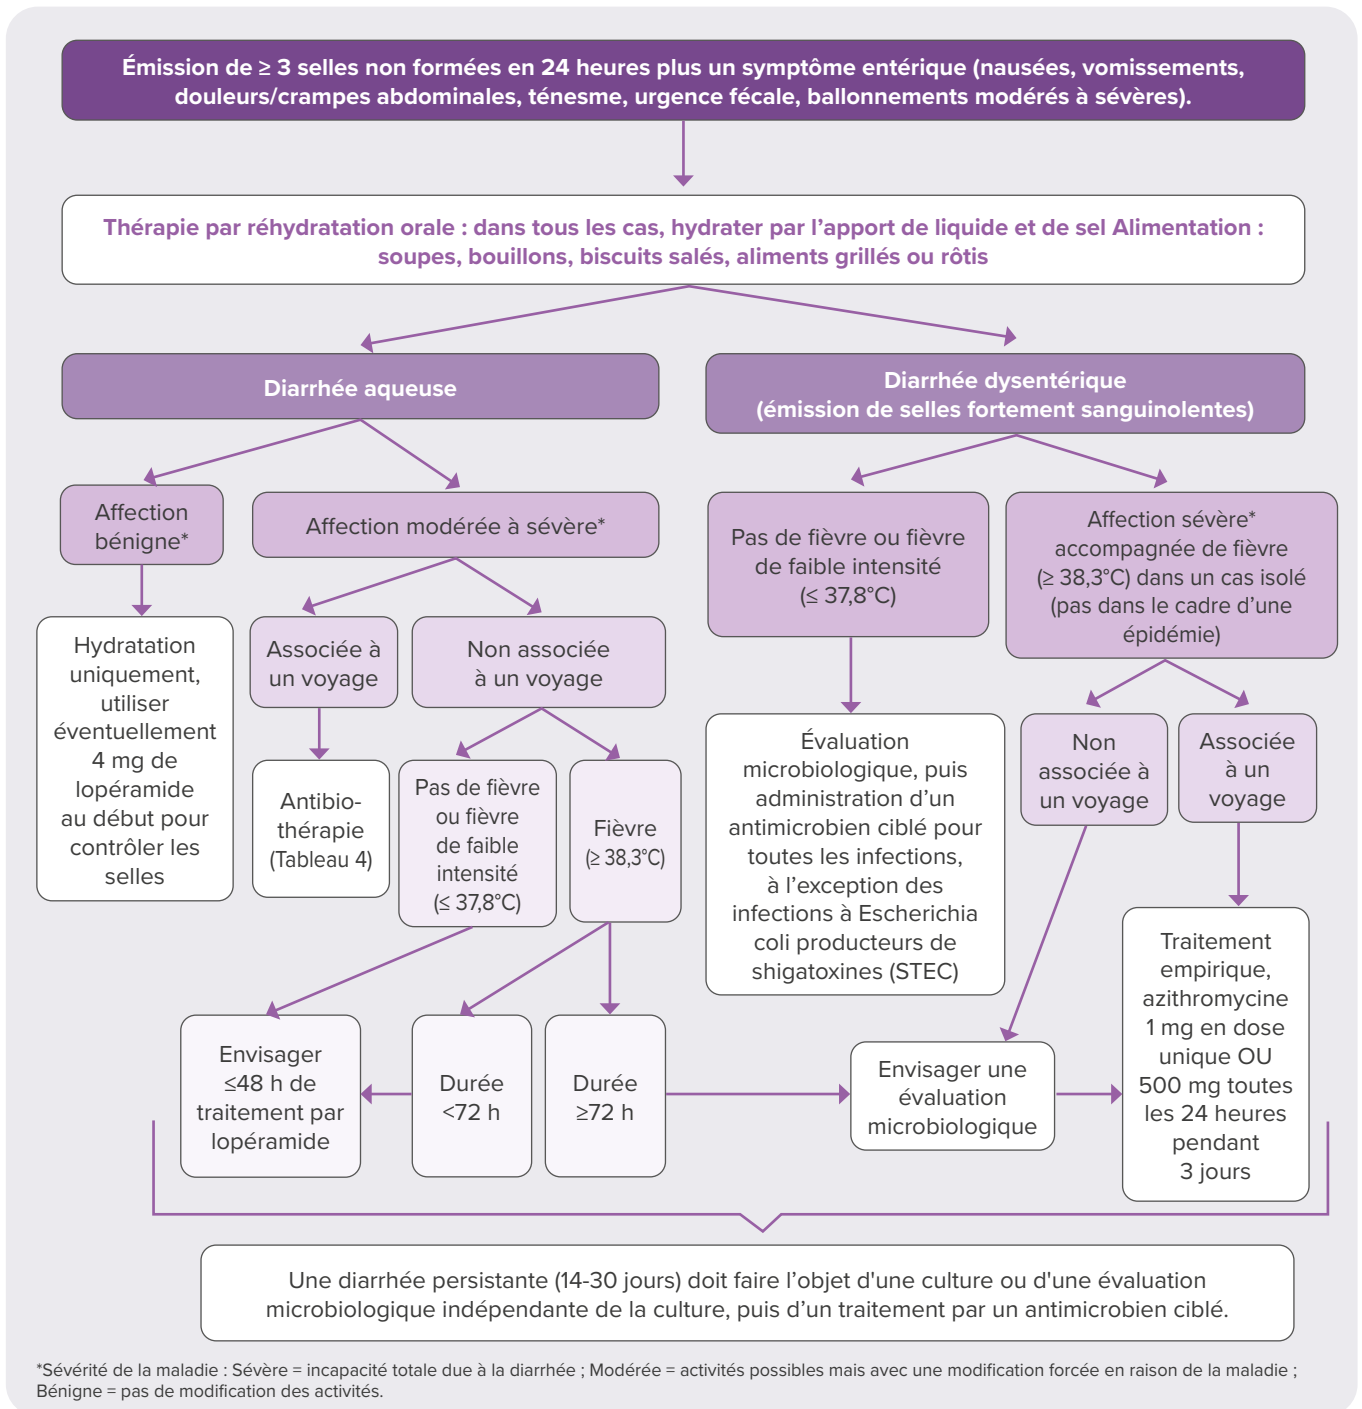 Émission de ≥ 3 selles non formées en 24 heures plus un symptôme entérique (nausées, vomissements,
douleurs/crampes abdominales, ténesme, urgence fécale, ballonnements modérés à sévères).
Thérapie par réhydratation orale : dans tous les cas, hydrater par l’apport de liquide et de sel Alimentation :
soupes, bouillons, biscuits salés, aliments grillés ou rôtis
Diarrhée aqueuse
Diarrhée dysentérique
(émission de selles fortement sanguinolentes)
Affection
bénigne*
Affection modérée à sévère*
Pas de fièvre ou fièvre
de faible intensité
(≤ 37,8°C)
Affection sévère*
accompagnée de fièvre
(≥ 38,3°C) dans un cas isolé
(pas dans le cadre d’une
épidémie)
Hydratation
uniquement,
utiliser
éventuellement
4 mg de
lopéramide
au début pour
contrôler les
selles
Associée à
un voyage
Non associée
à un voyage
Antibio-
thérapie
(Tableau 4)
Pas de fièvre
ou fièvre
de faible
intensité
(≤ 37,8°C)
Fièvre
(≥ 38,3°C)
Évaluation
microbiologique, puis
administration d’un
antimicrobien ciblé pour
toutes les infections,
à l’exception des
infections à Escherichia
coli producteurs de
shigatoxines (STEC)
Non
associée à
un voyage
Associée
à un
voyage
Envisager
≤48 h de
traitement par
lopéramide
Durée
<72 h
Durée
≥72 h
Envisager une
évaluation
microbiologique
Traitement
empirique,
azithromycine
1 mg en dose
unique OU
500 mg toutes
les 24 heures
pendant
3 jours
Une diarrhée persistante (14-30 jours) doit faire l’objet d'une culture ou d'une évaluation
microbiologique indépendante de la culture, puis d’un traitement par un antimicrobien ciblé.
*Sévérité de la maladie : Sévère = incapacité totale due à la diarrhée ; Modérée = activités possibles mais avec une modification forcée en raison de la maladie ;
Bénigne = pas de modification des activités.